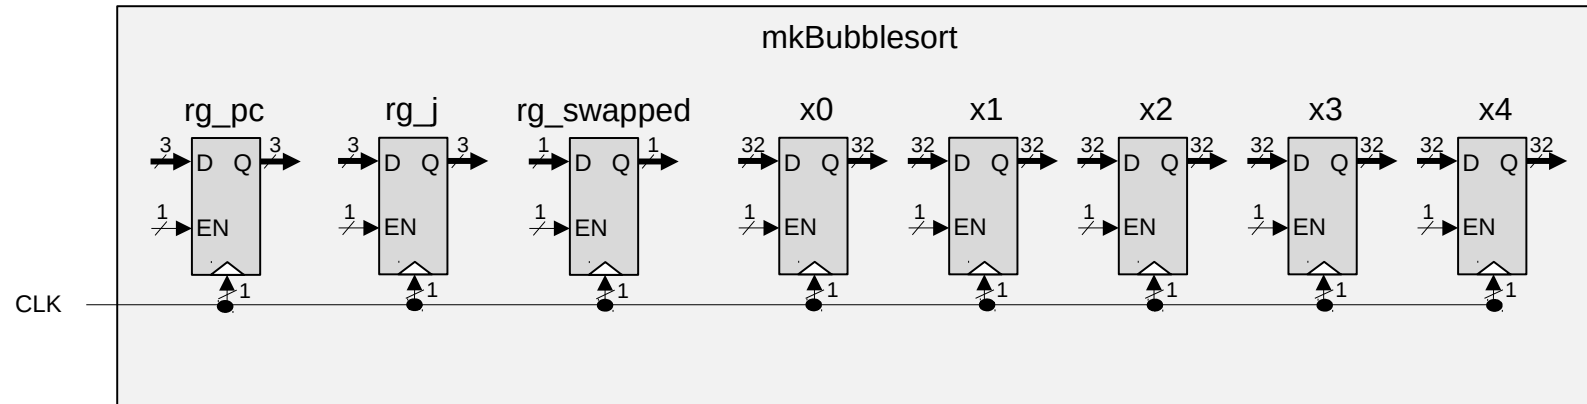 mkBubblesort
rg_pc rg_j rg_swapped x0 x1 x2 x3 x4
3 3 3 3 1 1 32 32 32 32 32 32 32 32 32 32
D Q D Q D Q D Q D Q D Q D Q D Q
1 1 1 1 1 1 1 1
EN EN EN EN EN EN EN EN
1 1 1 1 1 1 1 1
CLK